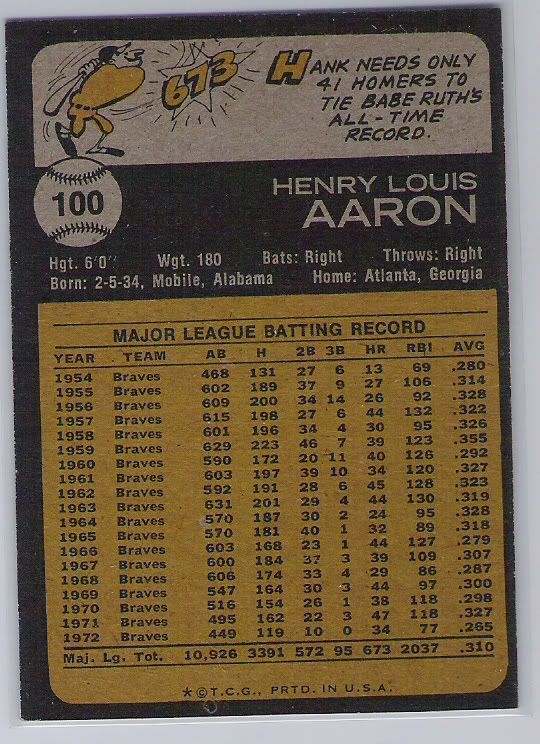 673
HANK NEEDS ONLY
41 HOMERS TO
TIE BABE RUTH'S
ALL-TIME
RECORD.
100
HENRY LOUIS
AARON
Hgt. 6'0" Wgt. 180 Bats: Right Throws: Right
Born: 2-5-34, Mobile, Alabama Home: Atlanta, Georgia
MAJOR LEAGUE BATTING RECORD
YEAR TEAM AB H 2B 3B HR RBI AVG
1954 Braves 468 131 27 6 13 69 .280
1955 Braves 602 189 37 9 27 106 .314
1956 Braves 609 200 34 14 26 92 .328
1957 Braves 615 198 27 6 44 132 .322
1958 Braves 601 196 34 4 30 95 .326
1959 Braves 629 223 46 7 39 123 .355
1960 Braves 590 172 20 11 40 126 .292
1961 Braves 603 197 39 10 34 120 .327
1962 Braves 592 191 28 6 45 128 .323
1963 Braves 631 201 29 4 44 130 .319
1964 Braves 570 187 30 2 24 95 .328
1965 Braves 570 181 40 1 32 89 .318
1966 Braves 603 168 23 1 44 127 .279
1967 Braves 600 184 37 3 39 109 .307
1968 Braves 606 174 33 4 29 86 .287
1969 Braves 547 164 30 3 44 97 .300
1970 Braves 516 154 26 1 38 118 .298
1971 Braves 495 162 22 3 47 118 .327
1972 Braves 449 119 10 0 34 77 .265
Maj. Lg. Tot. 10,926 3391 572 95 673 2037 .310
★©T.C.G., PRTD. IN U.S.A.